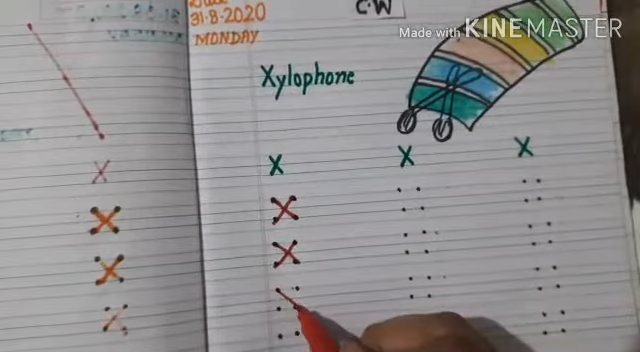 31·8·2020
C.W
MONDAY
Made with KINEMASTER
Xylophone
X
X X X
X X
X X
X